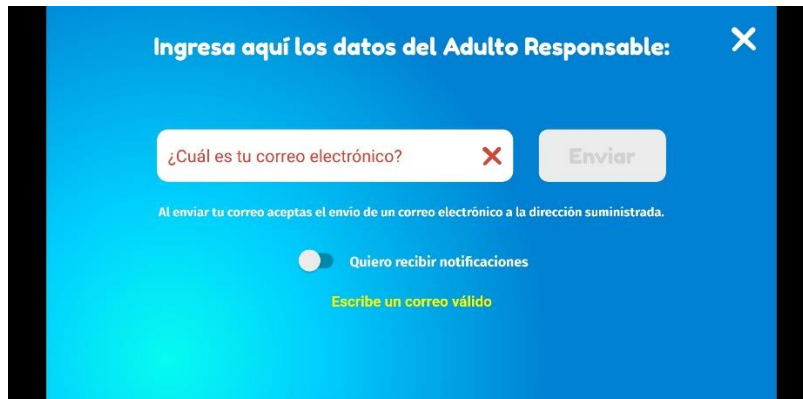 Ingresa aquí los datos del Adulto Responsable:
¿Cuál es tu correo electrónico?
Enviar
Al enviar tu correo aceptas el envío de un correo electrónico a la dirección suministrada.
Quiero recibir notificaciones
Escribe un correo válido